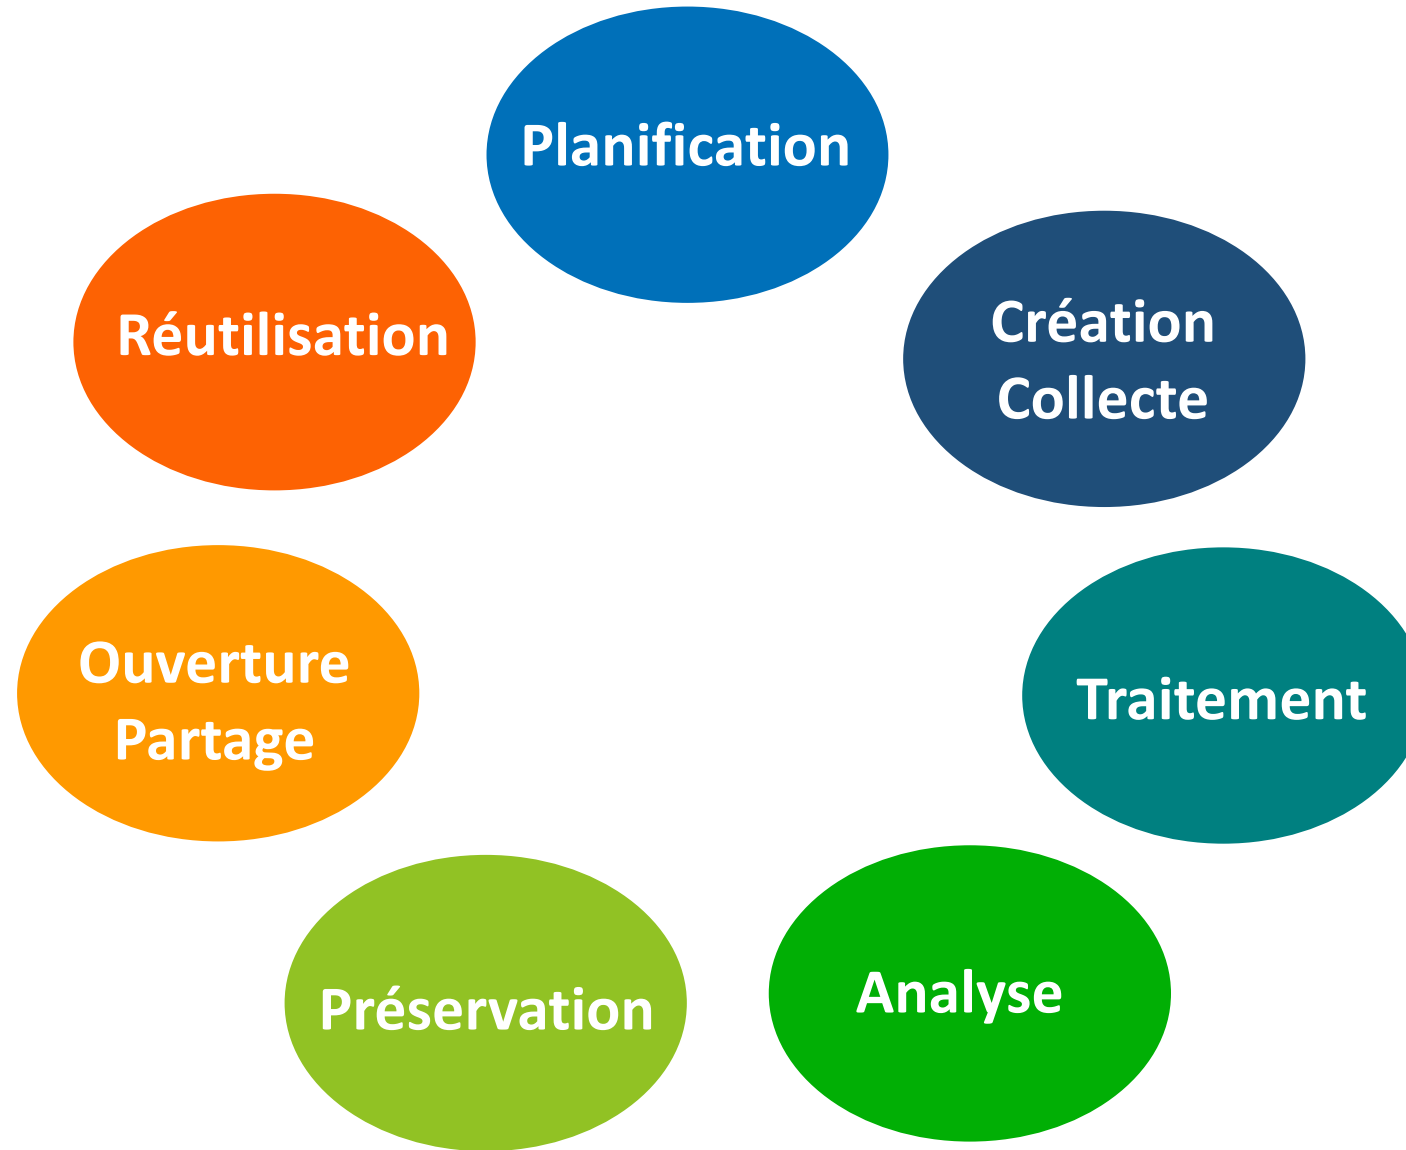 Planification
Création
Collecte
Traitement
Analyse
Préservation
Ouverture
Partage
Réutilisation